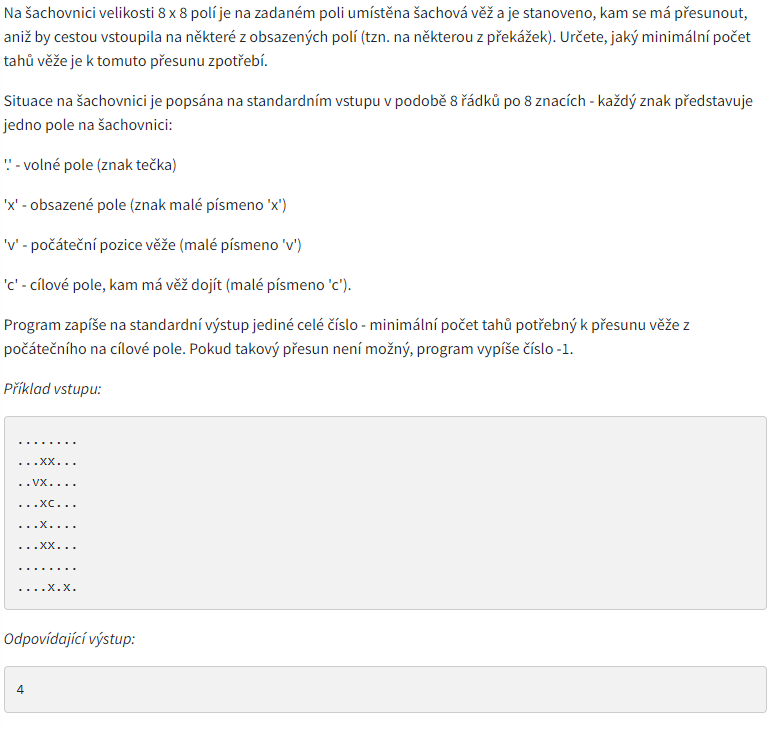 Na šachovnici velikosti 8 x 8 polí je na zadaném poli umístěna šachová věž a je stanoveno, kam se má přesunout,
aniž by cestou vstoupila na některé z obsazených polí (tzn. na některou z překážek). Určete, jaký minimální počet
tahů věže je k tomuto přesunu zpotřebí.
Situace na šachovnici je popsána na standardním vstupu v podobě 8 řádků po 8 znacích - každý znak představuje
jedno pole na šachovnici:
'.' - volné pole (znak tečka)
'x' - obsazené pole (znak malé písmeno 'x')
'v' - počáteční pozice věže (malé písmeno 'v')
'c' - cílové pole, kam má věž dojít (malé písmeno 'c').
Program zapíše na standardní výstup jediné celé číslo - minimální počet tahů potřebný k přesunu věže z
počátečního na cílové pole. Pokud takový přesun není možný, program vypíše číslo -1.
Příklad vstupu:
........
...xx...
..vx....
...xc...
...x....
...xx...
........
....x.x.
Odpovídající výstup:
4